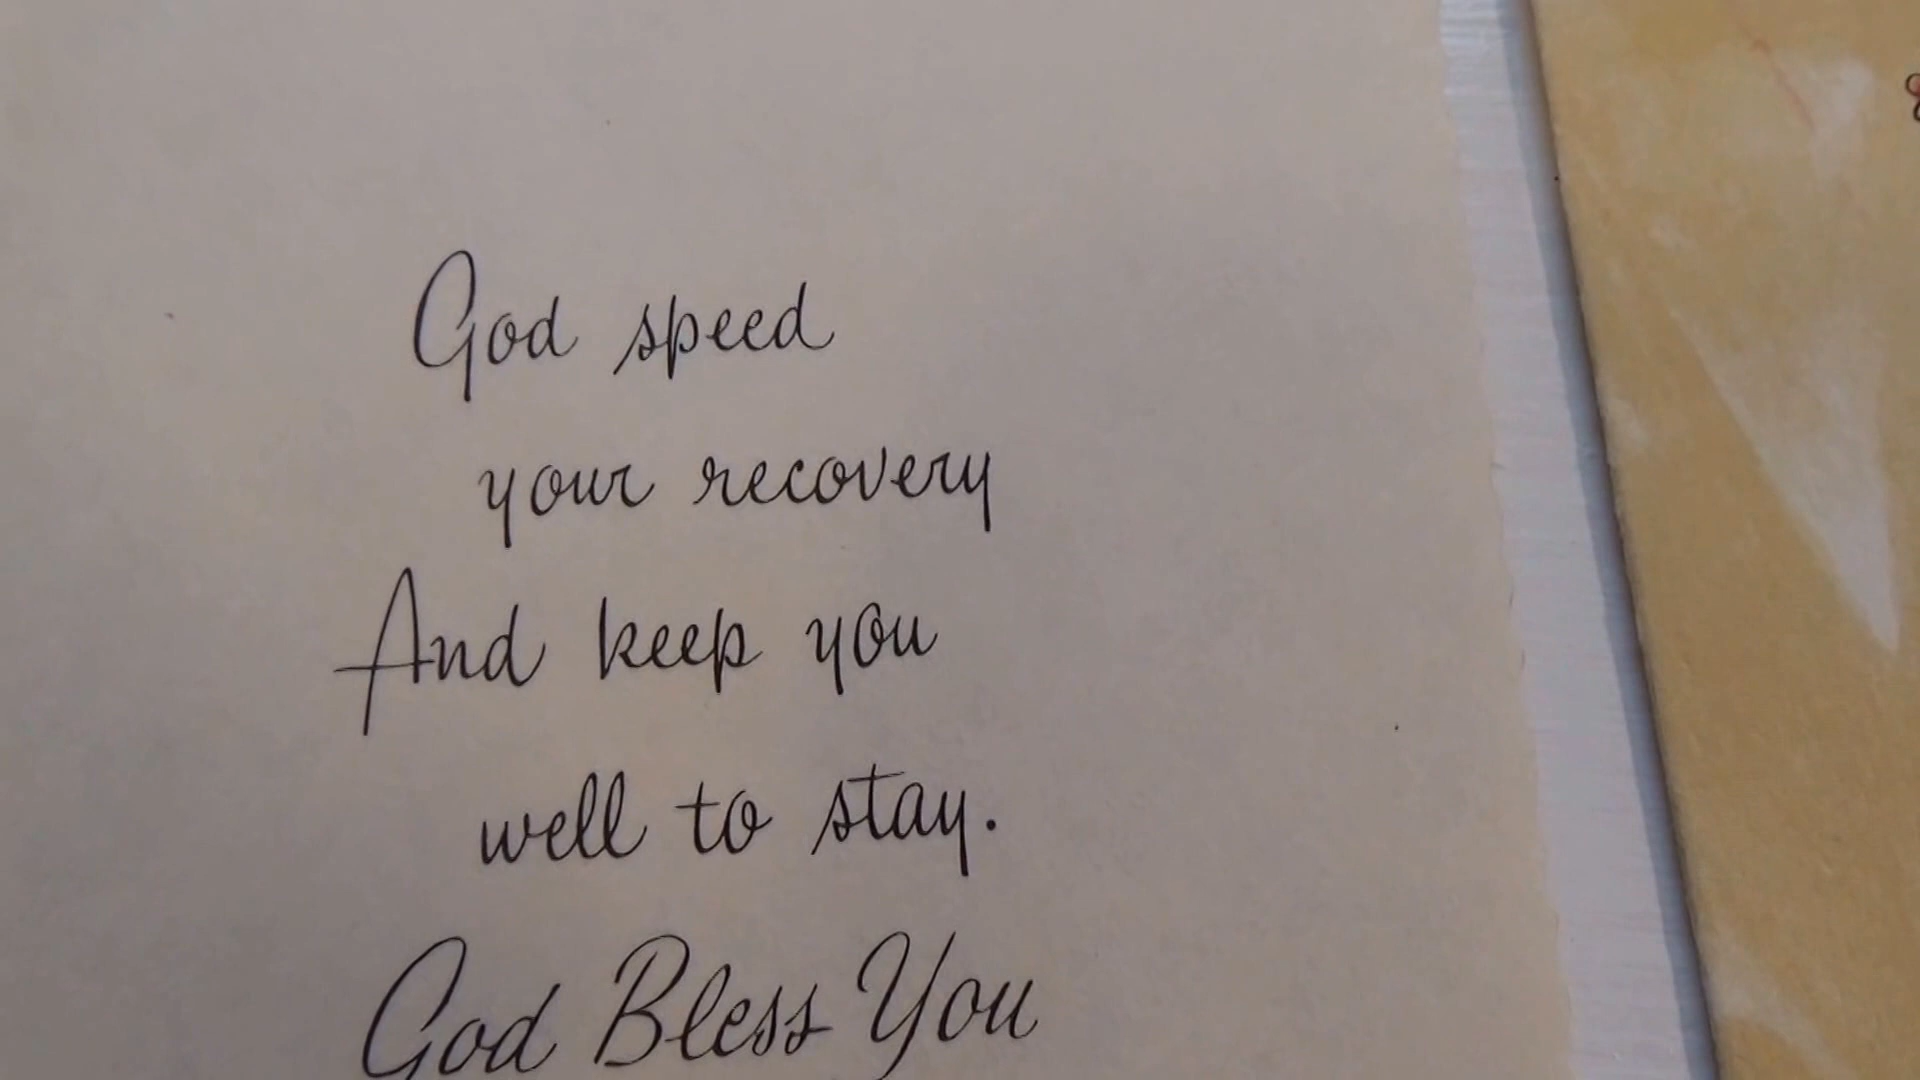 God speed
your recovery
And keep you
well to stay.
God Bless You